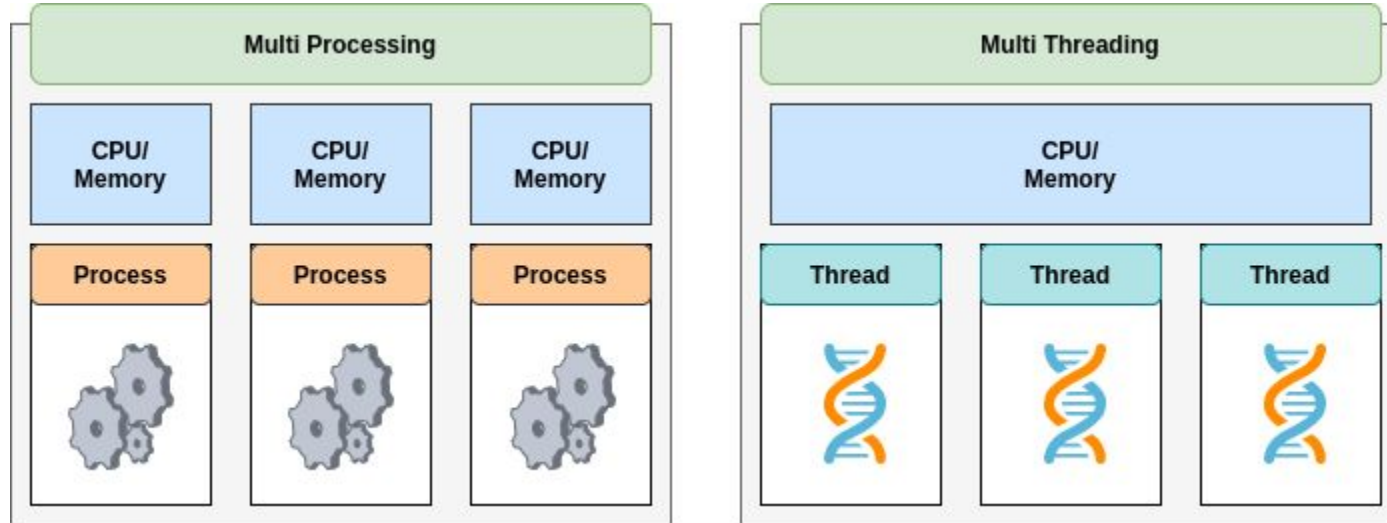 Multi Processing
CPU/
Memory
CPU/
Memory
CPU/
Memory
Process
Process
Process
Multi Threading
CPU/
Memory
Thread
Thread
Thread